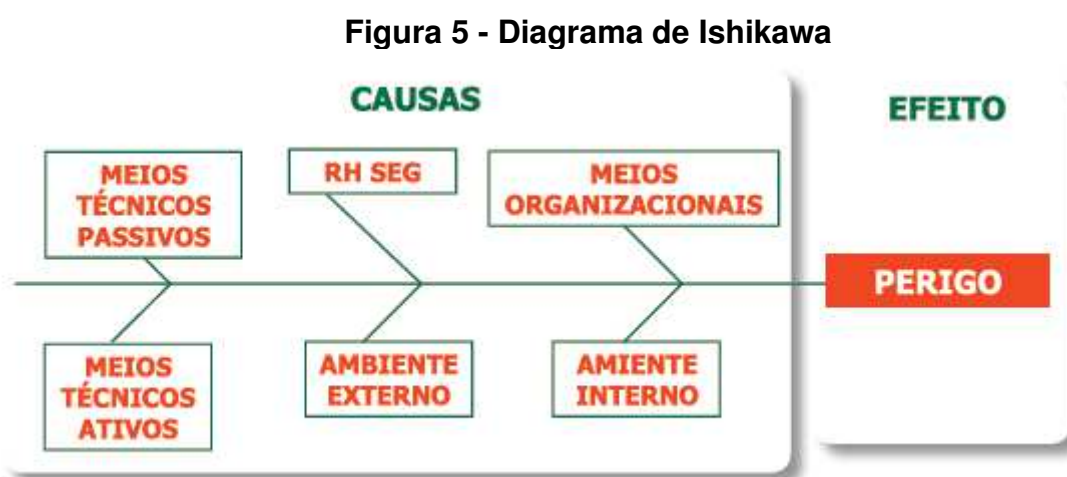 Figura 5 - Diagrama de Ishikawa
CAUSAS
EFEITO
MEIOS
TÉCNICOS
PASSIVOS
RH SEG
MEIOS
ORGANIZACIONAIS
PERIGO
MEIOS
TÉCNICOS
ATIVOS
AMBIENTE
EXTERNO
AMIENTE
INTERNO